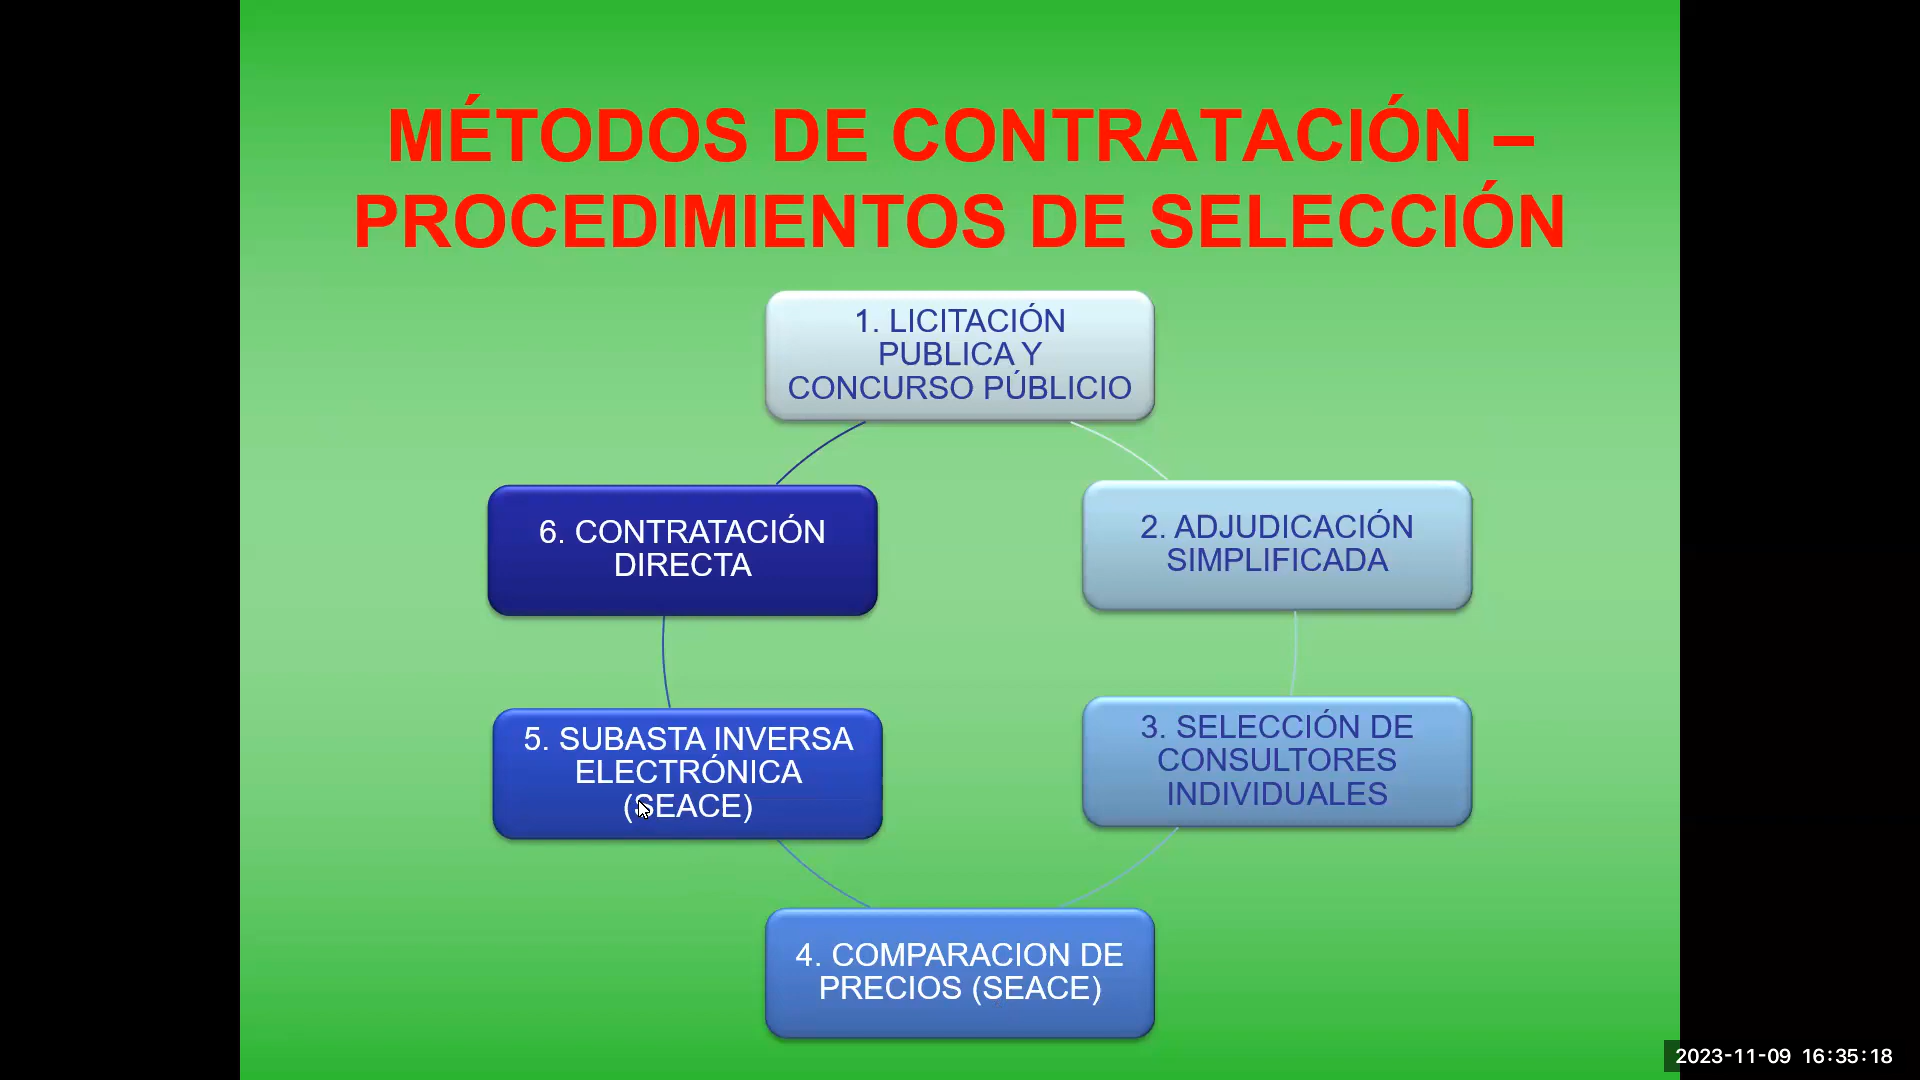 MÉTODOS DE CONTRATACIÓN –
PROCEDIMIENTOS DE SELECCIÓN
1. LICITACIÓN
PUBLICA Y
CONCURSO PÚBLICIO
2. ADJUDICACIÓN
SIMPLIFICADA
3. SELECCIÓN DE
CONSULTORES
INDIVIDUALES
4. COMPARACION DE
PRECIOS (SEACE)
5. SUBASTA INVERSA
ELECTRÓNICA
(SEACE)
6. CONTRATACIÓN
DIRECTA
2023-11-09 16:35:18